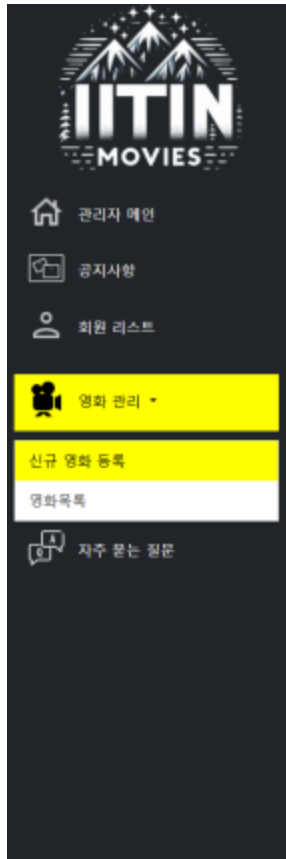 IITIN
MOVIES
관리자 메인
공지사항
회원 리스트
영화 관리
신규 영화 등록
영화목록
Q A
자주 묻는 질문